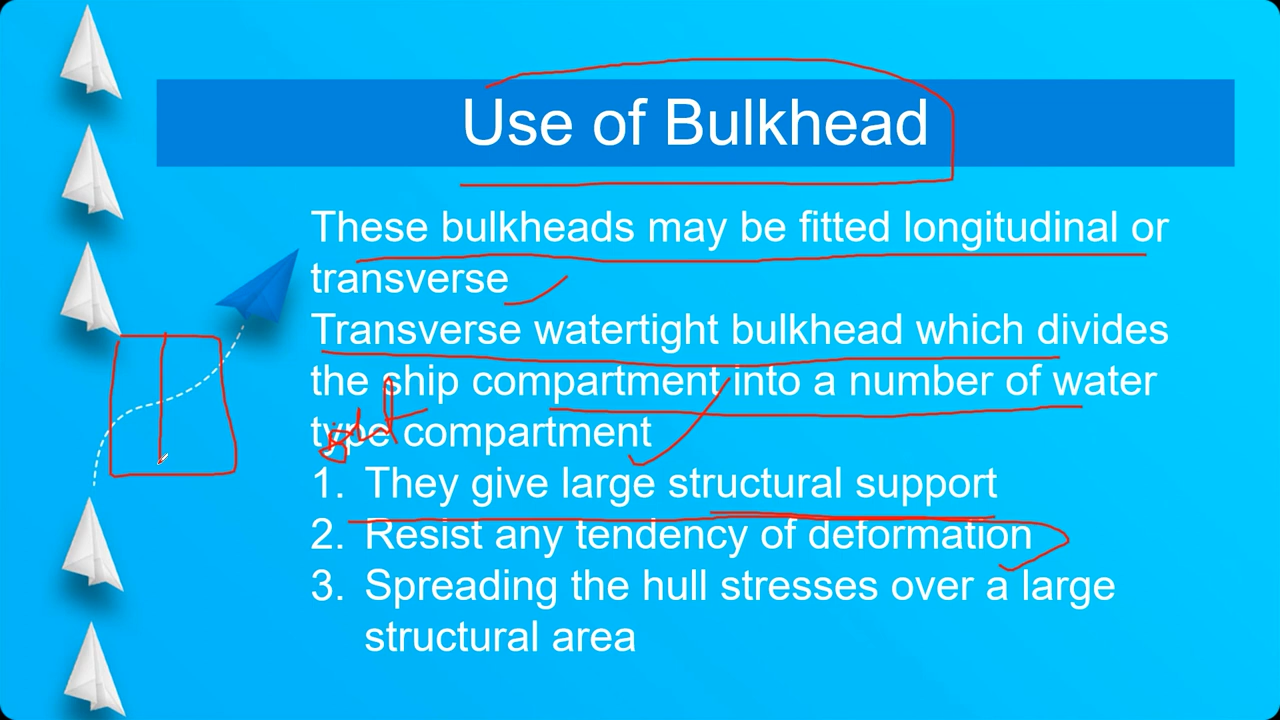 Use of Bulkhead
These bulkheads may be fitted longitudinal or
transverse
Transverse watertight bulkhead which divides
the ship compartment into a number of water
type compartment
1. They give large structural support
2. Resist any tendency of deformation
3. Spreading the hull stresses over a large
structural area